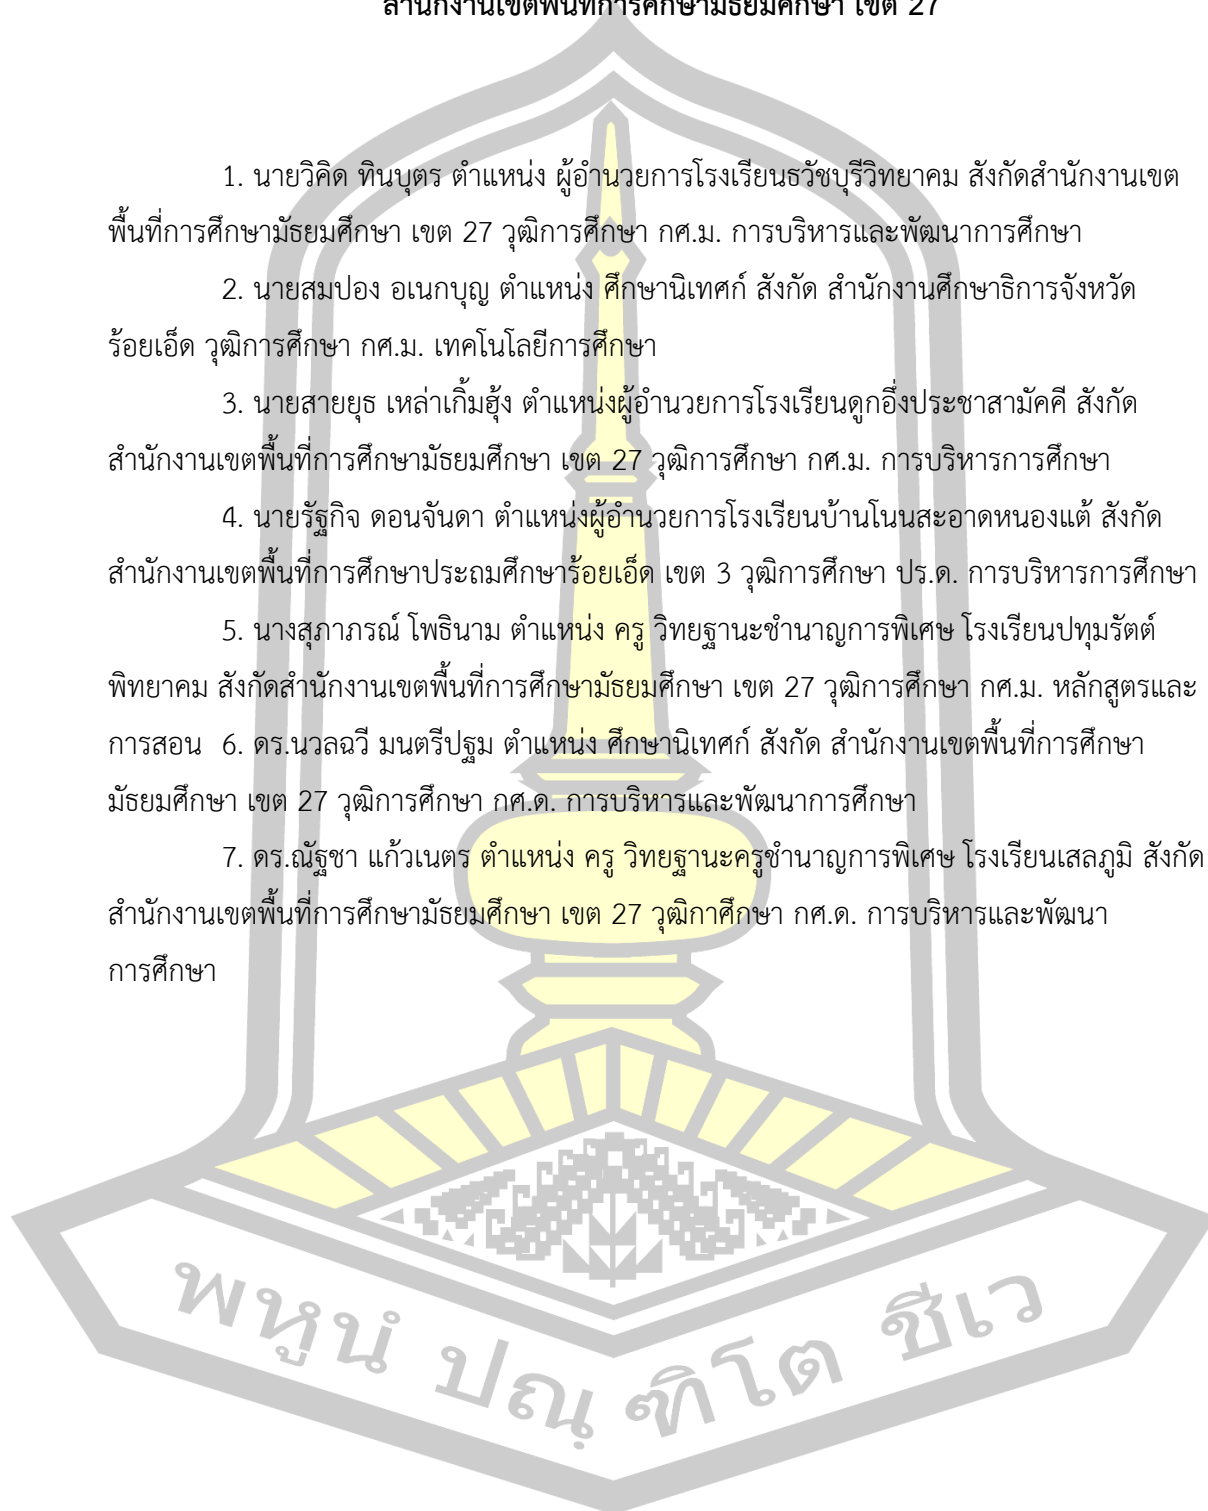 สำนักงานเขตพื้นที่การศึกษามัธยมศึกษา เขต 27
1. นายวิคิด ทินบุตร ตำแหน่ง ผู้อำนวยการโรงเรียนธวัชบุรีวิทยาคม สังกัดสำนักงานเขต
พื้นที่การศึกษามัธยมศึกษา เขต 27 วุฒิการศึกษา กศ.ม. การบริหารและพัฒนาการศึกษา
2. นายสมปอง อเนกบุญ ตำแหน่ง ศึกษานิเทศก์ สังกัด สำนักงานศึกษาธิการจังหวัด
ร้อยเอ็ด วุฒิการศึกษา กศ.ม. เทคโนโลยีการศึกษา
3. นายสายยุธ เหล่าเกิ้มฮุ้ง ตำแหน่งผู้อำนวยการโรงเรียนดูกอึ่งประชาสามัคคี สังกัด
สำนักงานเขตพื้นที่การศึกษามัธยมศึกษา เขต 27 วุฒิการศึกษา กศ.ม. การบริหารการศึกษา
4. นายรัฐกิจ ดอนจันดา ตำแหน่งผู้อำนวยการโรงเรียนบ้านโนนสะอาดหนองแต้ สังกัด
สำนักงานเขตพื้นที่การศึกษาประถมศึกษาร้อยเอ็ด เขต 3 วุฒิการศึกษา ปร.ด. การบริหารการศึกษา
5. นางสุภาภรณ์ โพธินาม ตำแหน่ง ครู วิทยฐานะชำนาญการพิเศษ โรงเรียนปทุมรัตต์
พิทยาคม สังกัดสำนักงานเขตพื้นที่การศึกษามัธยมศึกษา เขต 27 วุฒิการศึกษา กศ.ม. หลักสูตรและ
การสอน 6. ดร.นวลฉวี มนตรีปฐม ตำแหน่ง ศึกษานิเทศก์ สังกัด สำนักงานเขตพื้นที่การศึกษา
มัธยมศึกษา เขต 27 วุฒิการศึกษา กศ.ด. การบริหารและพัฒนาการศึกษา
7. ดร.ณัฐชา แก้วเนตร ตำแหน่ง ครู วิทยฐานะครูชำนาญการพิเศษ โรงเรียนเสลภูมิ สังกัด
สำนักงานเขตพื้นที่การศึกษามัธยมศึกษา เขต 27 วุฒิกาศึกษา กศ.ด. การบริหารและพัฒนา
การศึกษา
พหูนํ ปณฺ ฑิโต ชีเว